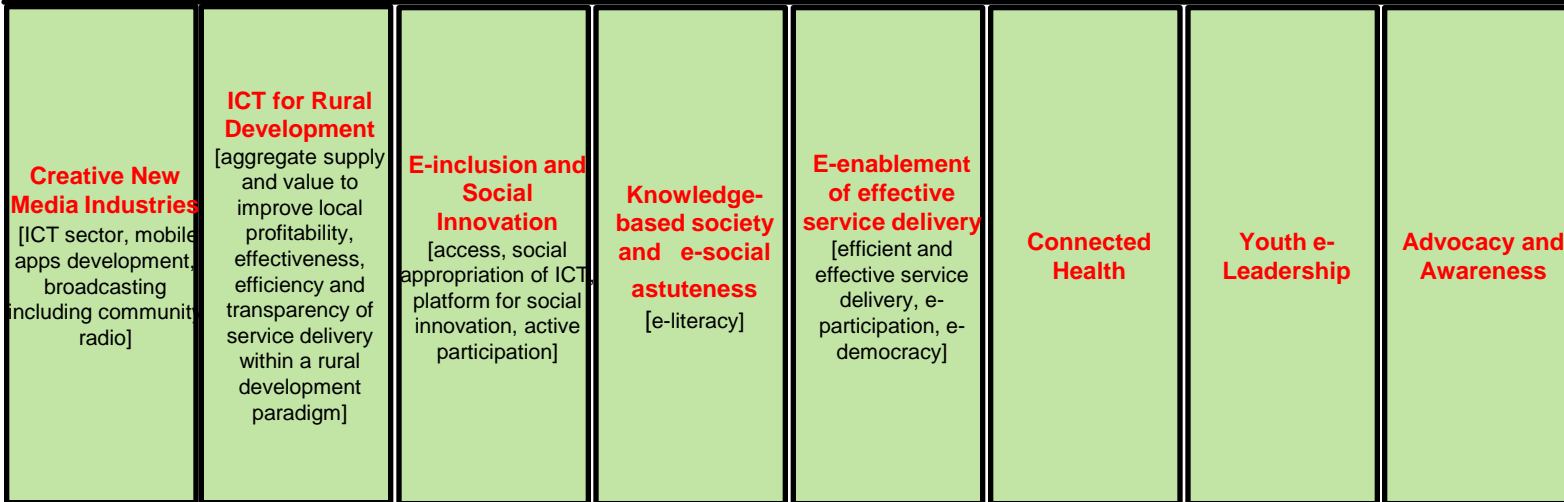 Creative New
Media Industries
[ICT sector, mobile
apps development,
broadcasting
including community
radio]
ICT for Rural
Development
[aggregate supply
and value to
improve local
profitability,
effectiveness,
efficiency and
transparency of
service delivery
within a rural
development
paradigm]
E-inclusion and
Social
Innovation
[access, social
appropriation of ICT,
platform for social
innovation, active
participation]
Knowledge-
based society
and e-social
astuteness
[e-literacy]
E-enablement
of effective
service delivery
[efficient and
effective service
delivery, e-
participation, e-
democracy]
Connected
Health
Youth e-
Leadership
Advocacy and
Awareness